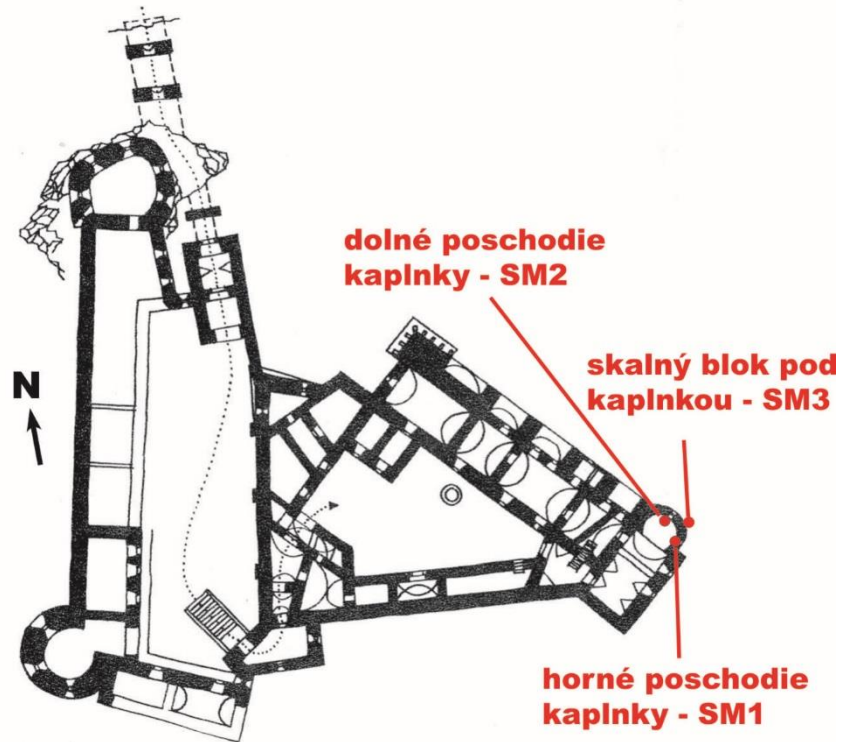 dolné poschodie
kaplnky - SM2
skalný blok pod
kaplnkou - SM3
N
horné poschodie
kaplnky - SM1